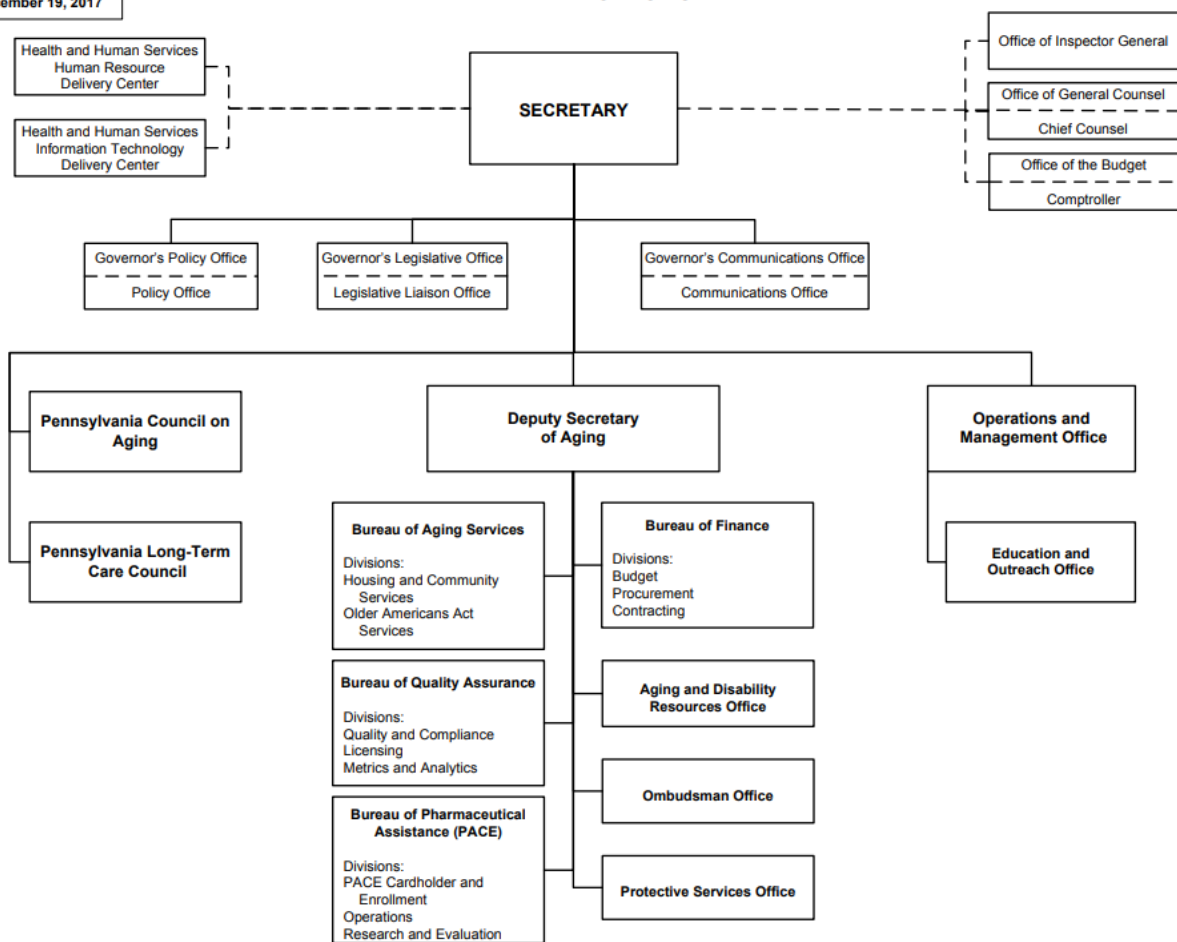 19, 2017
Health and Human Services
Human Resource
Delivery Center
Health and Human Services
Information Technology
Delivery Center
SECRETARY
Office of Inspector General
Office of General Counsel
Chief Counsel
Office of the Budget
Comptroller
Governor's Policy Office
Policy Office
Governor's Legislative Office
Legislative Liaison Office
Governor's Communications Office
Communications Office
Pennsylvania Council on
Aging
Pennsylvania Long-Term
Care Council
Deputy Secretary
of Aging
Operations and
Management Office
Education and
Outreach Office
Bureau of Aging Services
Divisions:
Housing and Community
Services
Older Americans Act
Services
Bureau of Finance
Divisions:
Budget
Procurement
Contracting
Bureau of Quality Assurance
Divisions:
Quality and Compliance
Licensing
Metrics and Analytics
Aging and Disability
Resources Office
Ombudsman Office
Bureau of Pharmaceutical
Assistance (PACE)
Divisions:
PACE Cardholder and
Enrollment
Operations
Research and Evaluation
Protective Services Office